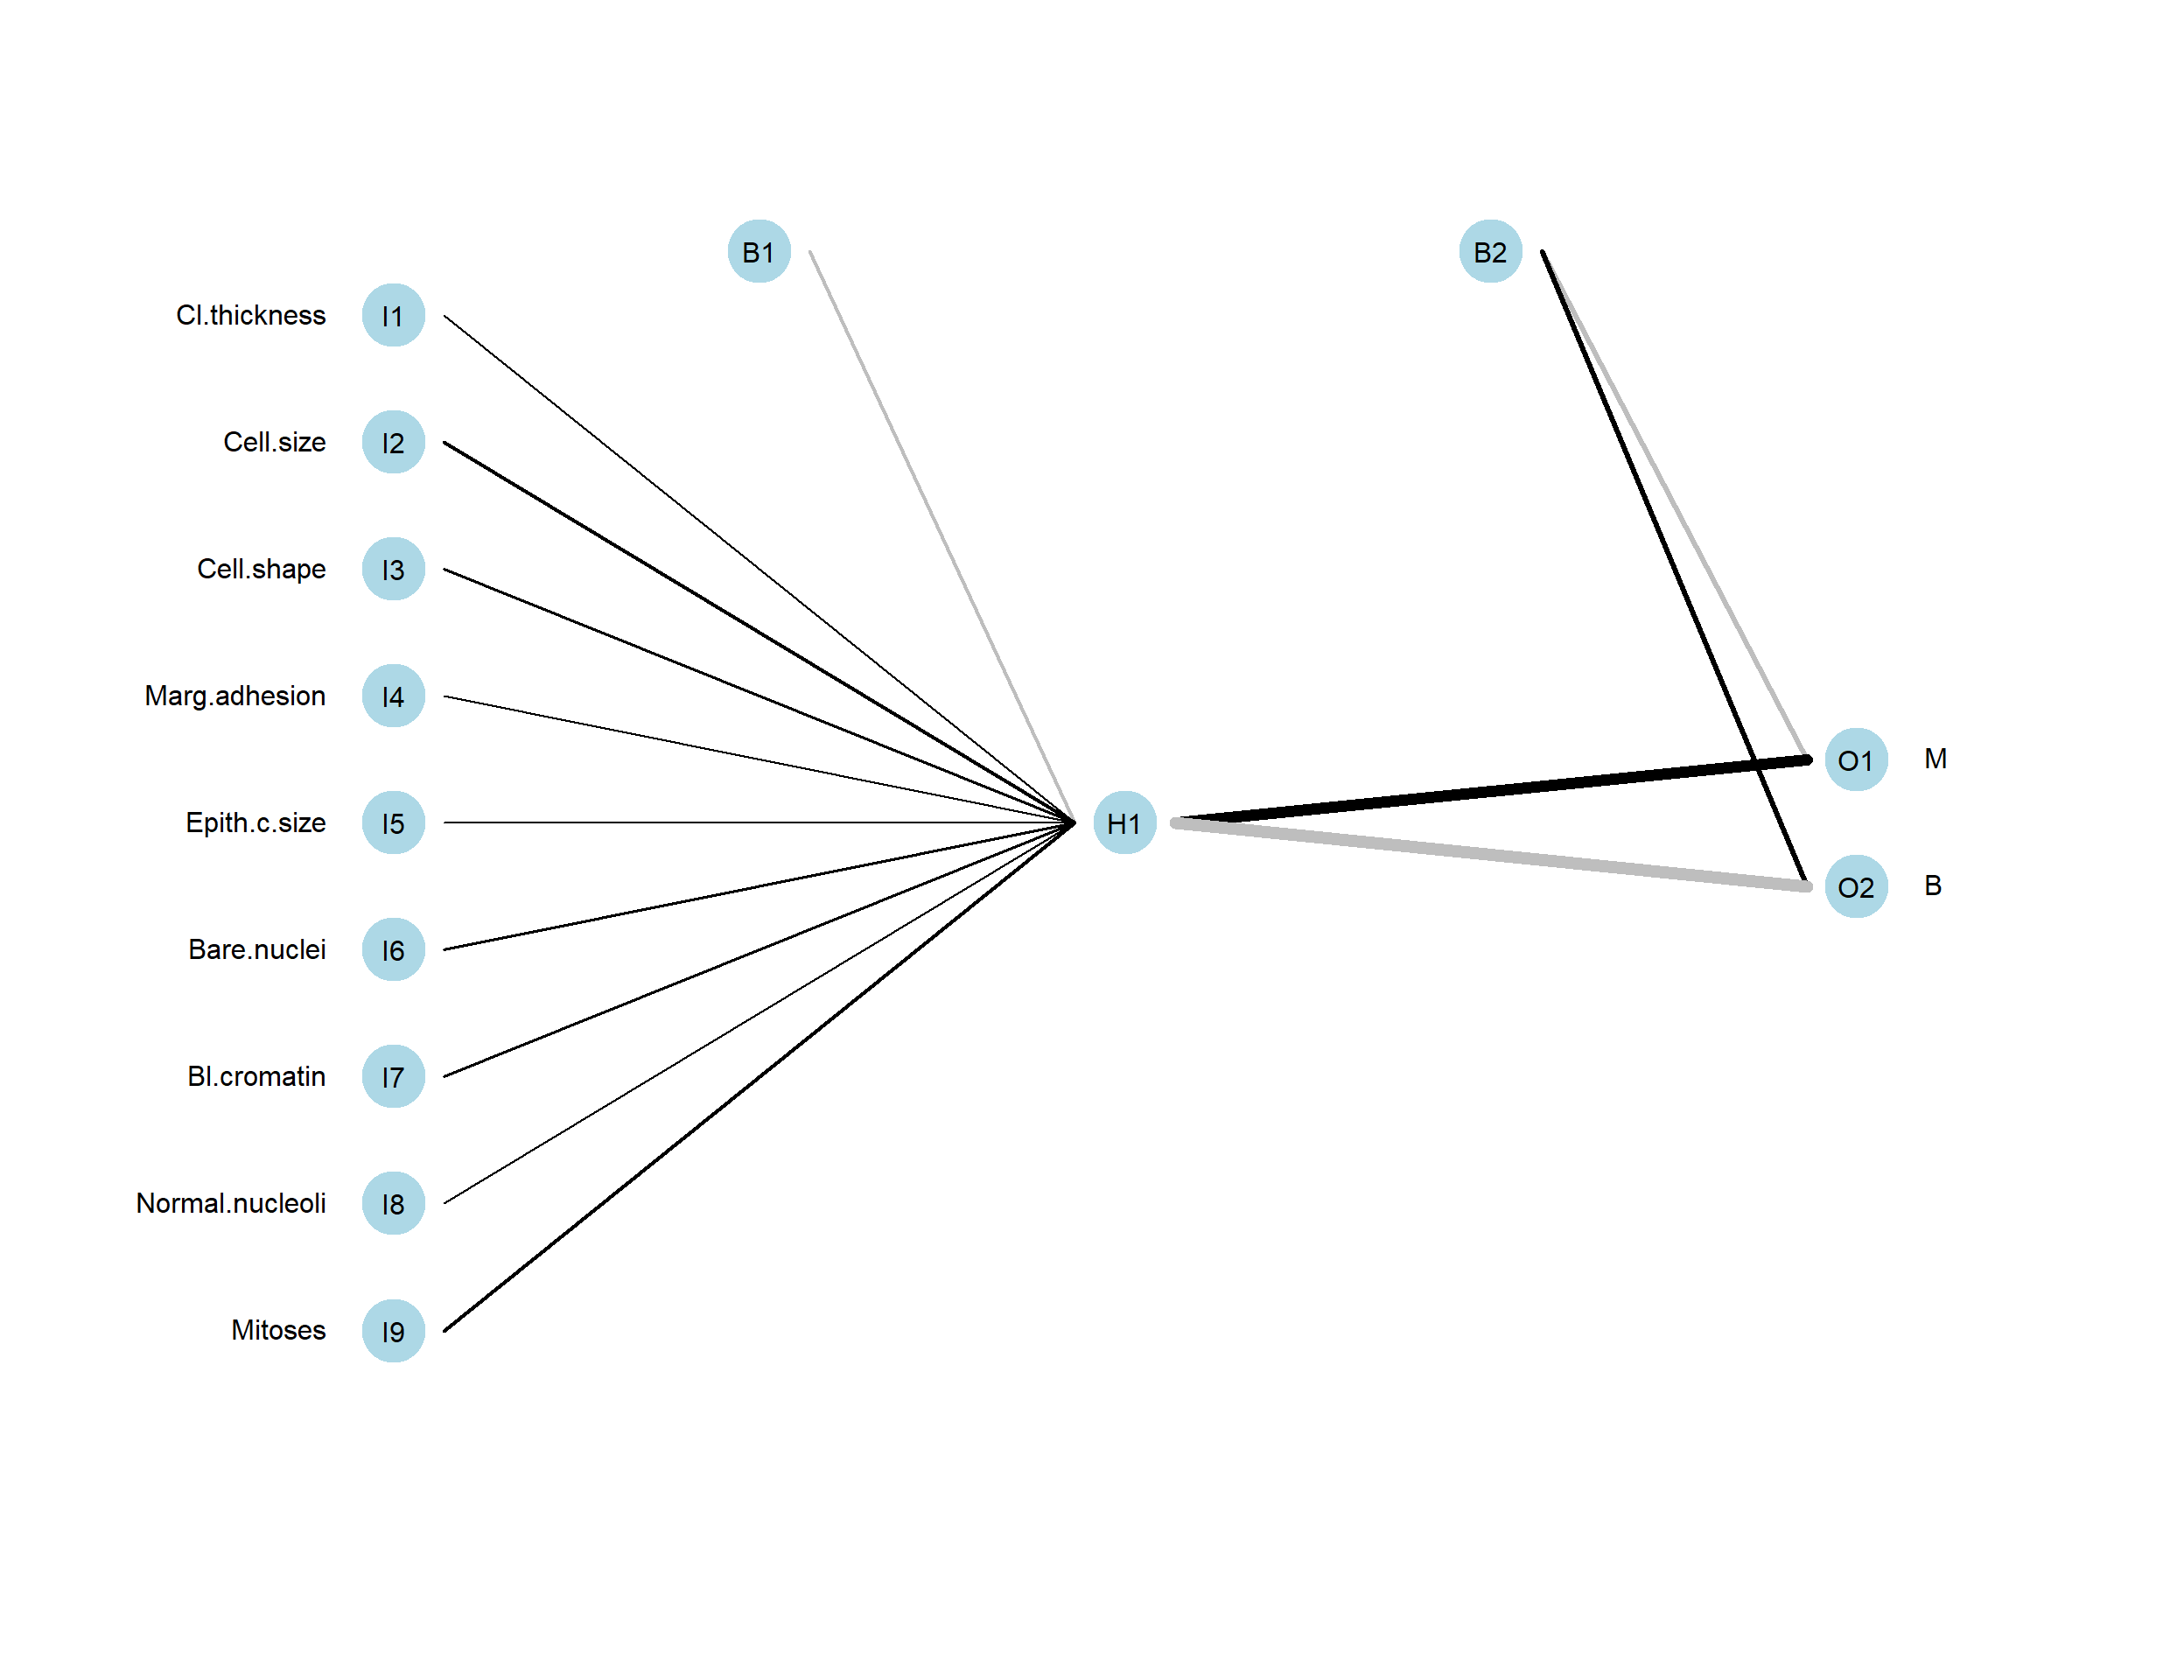 B1
B2
Cl.thickness I1
Cell.size I2
Cell.shape I3
Marg.adhesion I4
O1 M
Epith.c.size I5
H1
O2 B
Bare.nuclei I6
Bl.cromatin I7
Normal.nucleoli I8
Mitoses I9